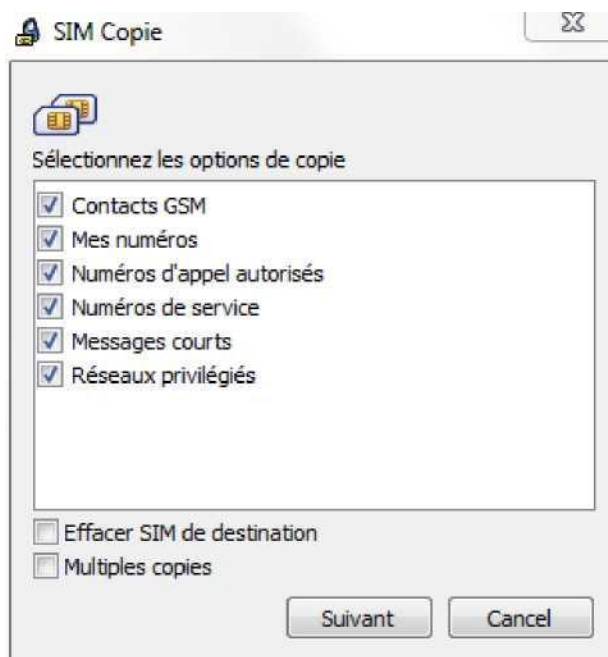 SIM Copie
Sélectionnez les options de copie
Contacts GSM
Mes numéros
Numéros d'appel autorisés
Numéros de service
Messages courts
Réseaux privilégiés
Effacer SIM de destination
Multiples copies
Suivant
Cancel